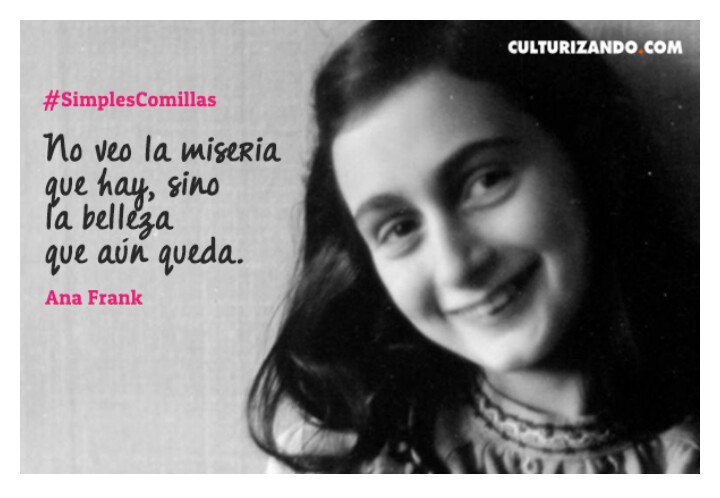 CULTURIZANDO.COM
#SimplesComillas
No veo la miseria
que hay, sino
la belleza
que aún queda.
Ana Frank